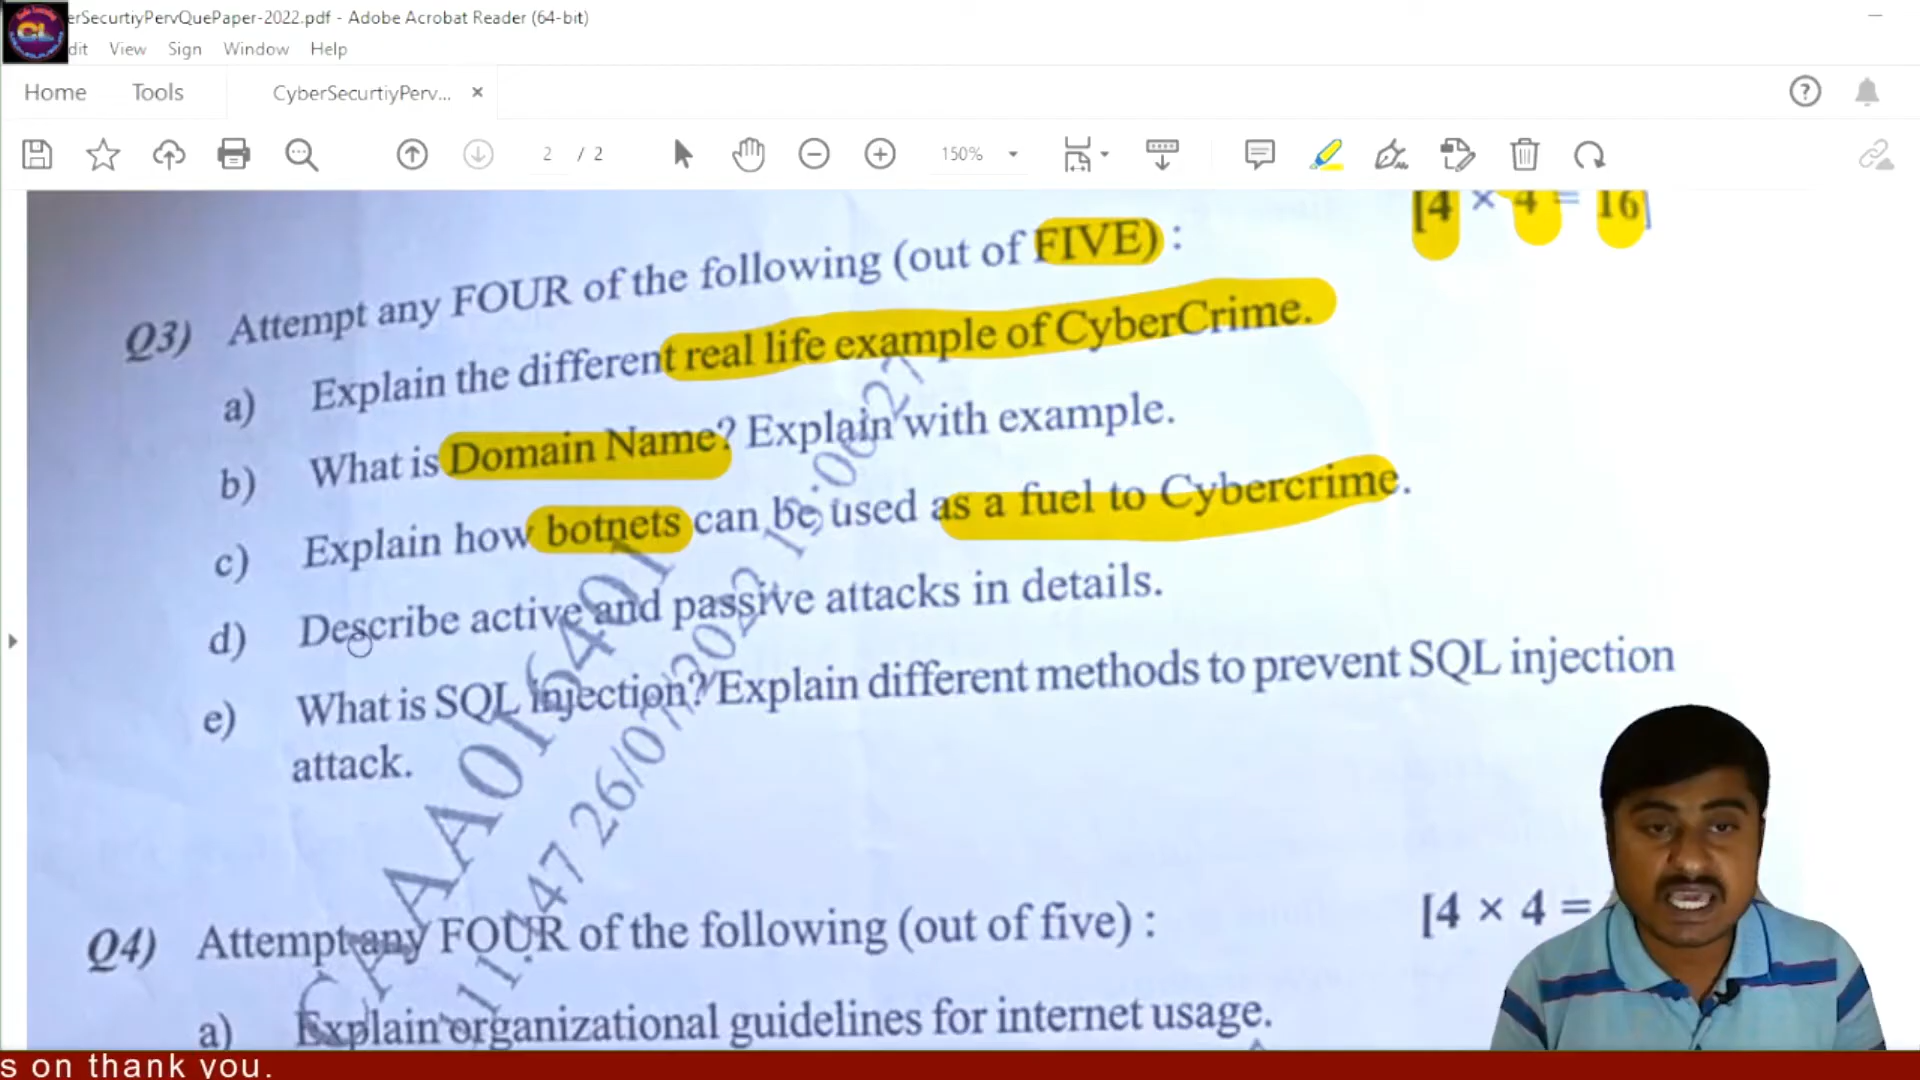 erSecurtiyPervQuePaper-2022.pdf - Adobe Acrobat Reader (64-bit)
dit View Sign Window Help
Home Tools CyberSecurtiyPerv... ×
2 / 2 150%
[4 × 4 = 16]
Q3) Attempt any FOUR of the following (out of FIVE) :
a) Explain the different real life example of CyberCrime.
b) What is Domain Name? Explain with example.
c) Explain how botnets can be used as a fuel to Cybercrime.
d) Describe active and passive attacks in details.
e) What is SQL injection? Explain different methods to prevent SQL injection
attack.
Q4) Attempt any FOUR of the following (out of five) : [4 × 4 =
a) Explain organizational guidelines for internet usage.
s on thank you.